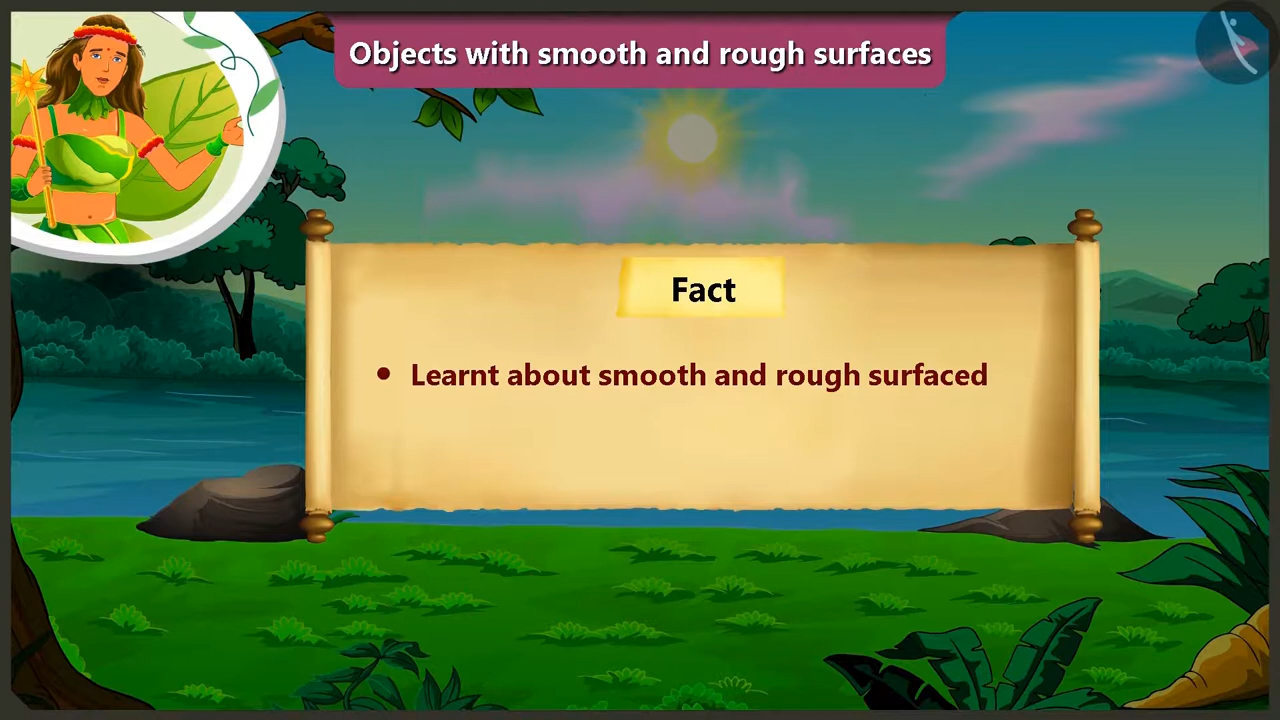 Objects with smooth and rough surfaces
Fact
• Learnt about smooth and rough surfaced